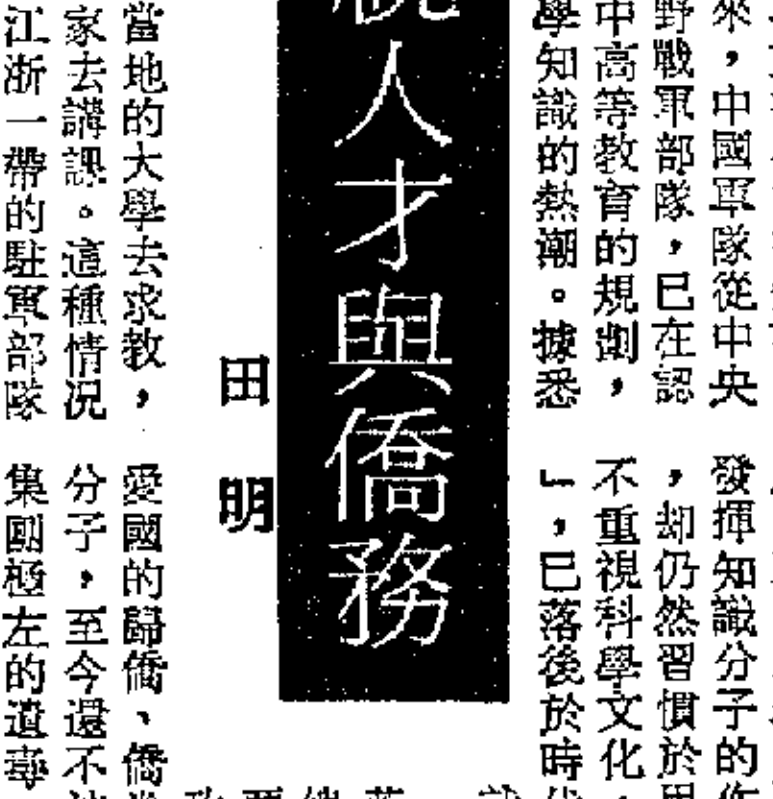 來，中國軍隊從中央
野戰軍部隊，已在認
中高等教育的規劃，
學知識的熱潮。據悉
發揮知識分子的作
，却仍然習慣於用
不重視科學文化，
」，已落後於時代
人才與僑務
田明
當地的大學去求教，
家去講課。這種情況
江浙一帶的駐軍部隊
愛國的歸僑、僑
分子，至今還不
集團極左的遺毒